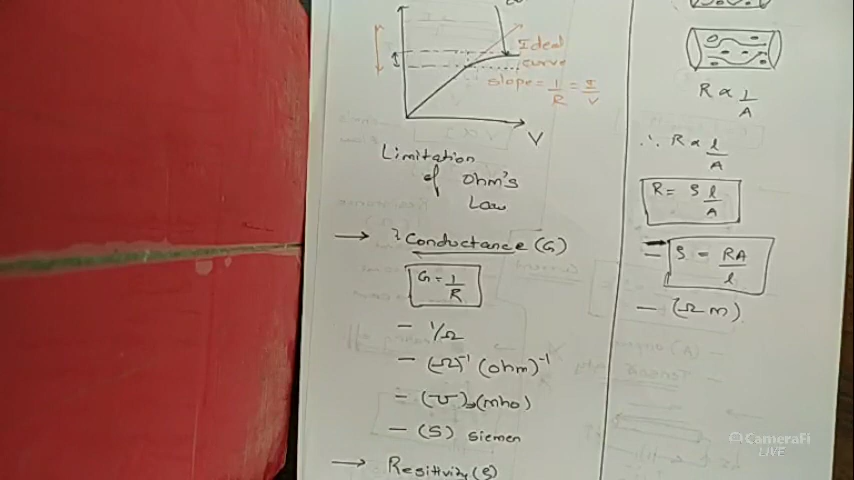 Ideal
curve
slope = 1/R = I/V
I
V
Limitation
of ohm's
Law
→ Conductance (G)
G = 1/R
- 1/Ω
- (Ω)⁻¹ (ohm)⁻¹
- (℧) (mho)
- (S) siemen
→ Resitivity (ρ)
R ∝ 1/A
∴ R ∝ l/A
R = ρ l/A
- ρ = RA/l
- (Ω m)
CameraFi
LIVE